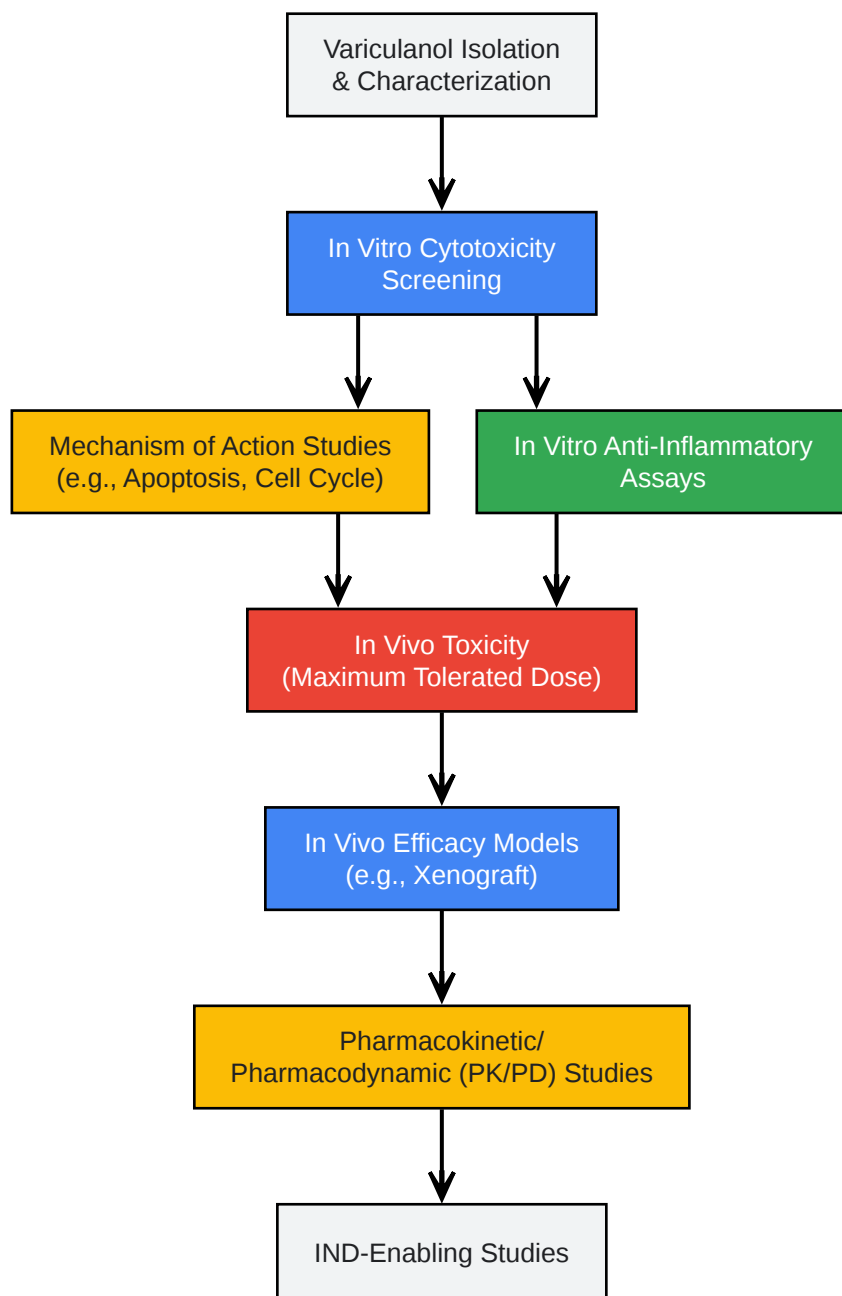 Variculanol Isolation
& Characterization
In Vitro Cytotoxicity
Screening
Mechanism of Action Studies
(e.g., Apoptosis, Cell Cycle)
In Vitro Anti-Inflammatory
Assays
In Vivo Toxicity
(Maximum Tolerated Dose)
In Vivo Efficacy Models
(e.g., Xenograft)
Pharmacokinetic/
Pharmacodynamic (PK/PD) Studies
IND-Enabling Studies